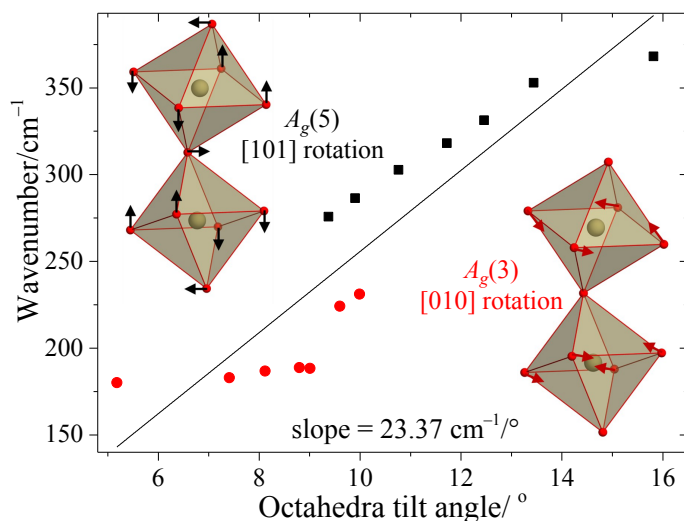 350
300
250
200
150
Wavenumber/cm⁻¹
A_g(5)
[101] rotation
A_g(3)
[010] rotation
slope = 23.37 cm⁻¹/°
6 8 10 12 14 16
Octahedra tilt angle/ °